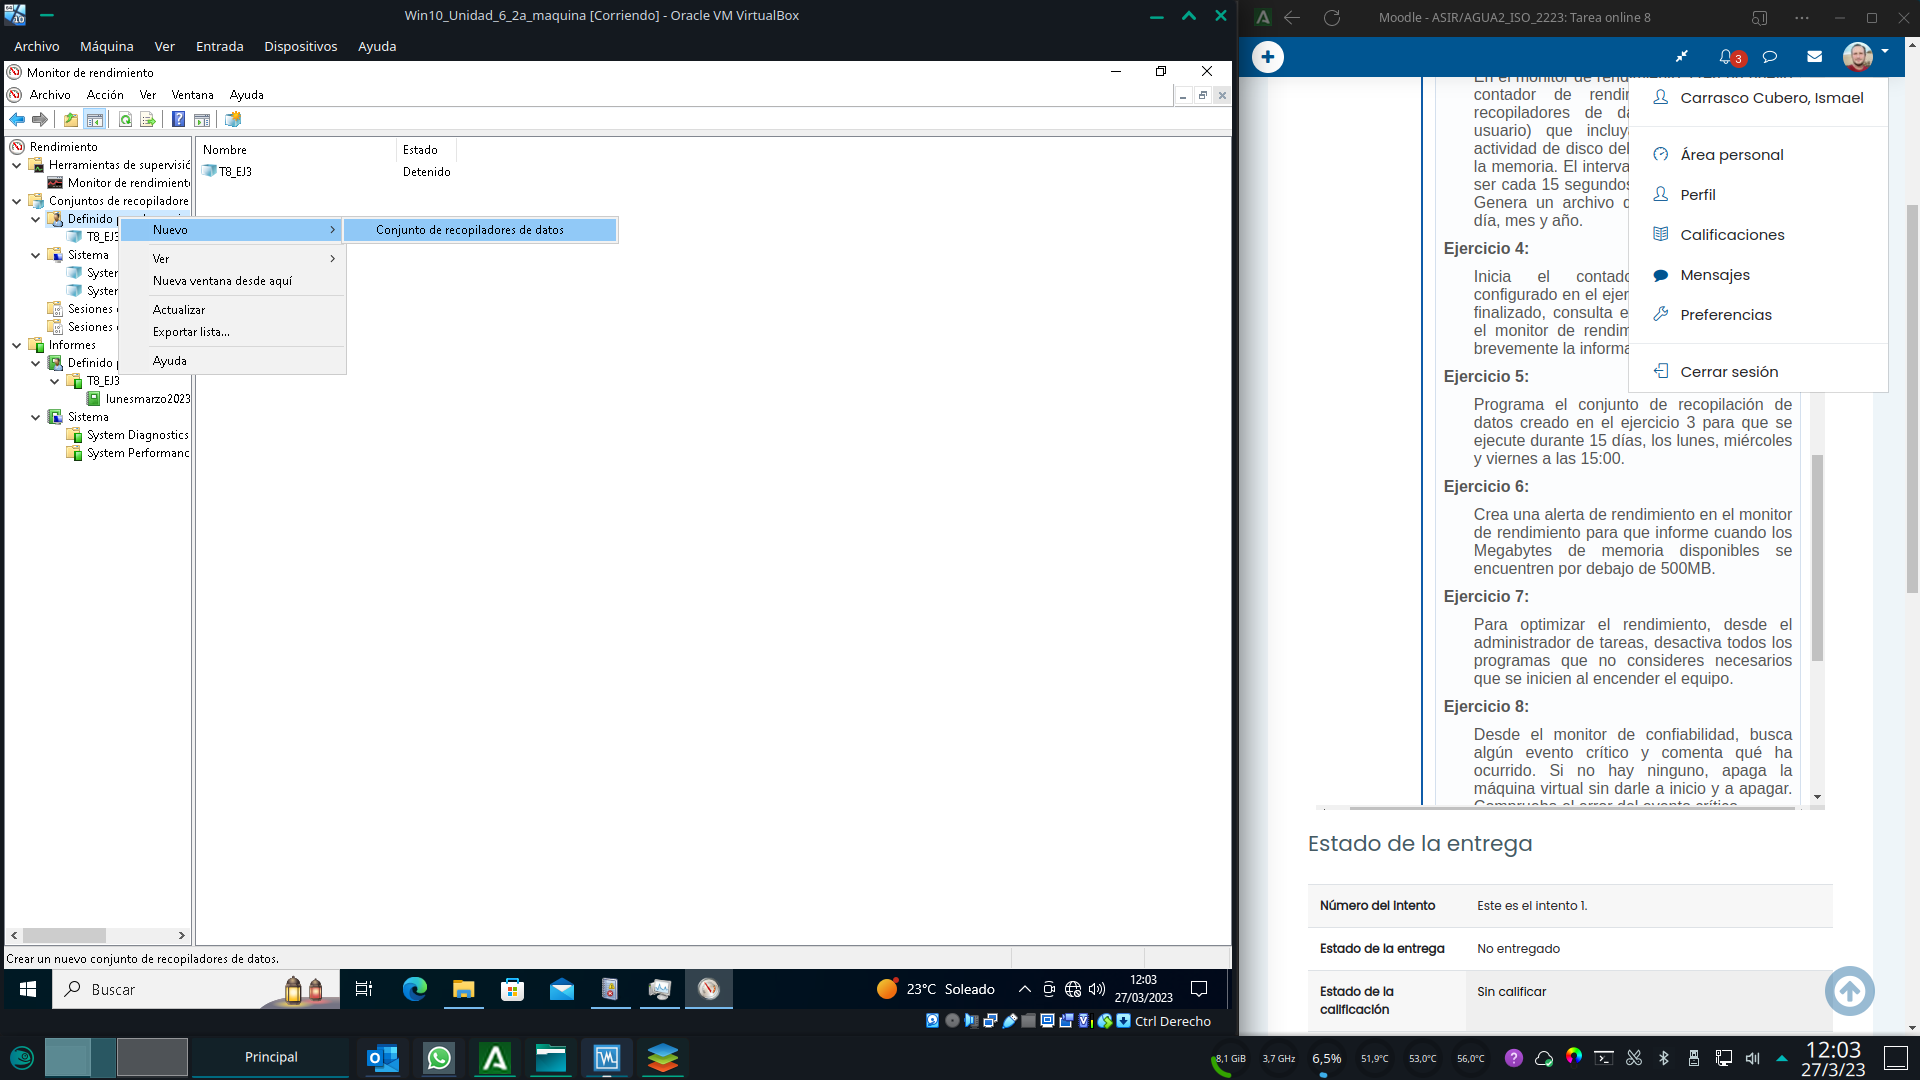 Win10_Unidad_6_2a_maquina [Corriendo] - Oracle VM VirtualBox
Archivo Máquina Ver Entrada Dispositivos Ayuda
Monitor de rendimiento
Archivo Acción Ver Ventana Ayuda
Rendimiento
Herramientas de supervisió
Monitor de rendimient
Conjuntos de recopiladore
Definido p
T8_EJ3
Sistema
Syster
Syster
Sesiones
Sesiones
Informes
Definido p
T8_EJ3
lunesmarzo2023
Sistema
System Diagnostics
System Performanc
Nombre Estado
T8_EJ3 Detenido
Nuevo
Conjunto de recopiladores de datos
Ver
Nueva ventana desde aquí
Actualizar
Exportar lista...
Ayuda
Crear un nuevo conjunto de recopiladores de datos.
Buscar
23°C Soleado
12:03
27/03/2023
Ctrl Derecho
Moodle - ASIR/AGUA2_ISO_2223: Tarea online 8
3
contador de rendir
recopiladores de da
usuario) que incluya
actividad de disco del
la memoria. El interva
ser cada 15 segundos
Genera un archivo d
día, mes y año.
Ejercicio 4:
Inicia el contado
configurado en el ejer
finalizado, consulta e
el monitor de rendim
brevemente la informa
Ejercicio 5:
Programa el conjunto de recopilación de
datos creado en el ejercicio 3 para que se
ejecute durante 15 días, los lunes, miércoles
y viernes a las 15:00.
Ejercicio 6:
Crea una alerta de rendimiento en el monitor
de rendimiento para que informe cuando los
Megabytes de memoria disponibles se
encuentren por debajo de 500MB.
Ejercicio 7:
Para optimizar el rendimiento, desde el
administrador de tareas, desactiva todos los
programas que no consideres necesarios
que se inicien al encender el equipo.
Ejercicio 8:
Desde el monitor de confiabilidad, busca
algún evento crítico y comenta qué ha
ocurrido. Si no hay ninguno, apaga la
máquina virtual sin darle a inicio y a apagar.
Carrasco Cubero, Ismael
Área personal
Perfil
Calificaciones
Mensajes
Preferencias
Cerrar sesión
Estado de la entrega
Número del Intento Este es el intento 1.
Estado de la entrega No entregado
Estado de la calificación Sin calificar
Principal
8,1 GiB 3,7 GHz 6,5% 51,9°C 53,0°C 56,0°C
12:03
27/3/23